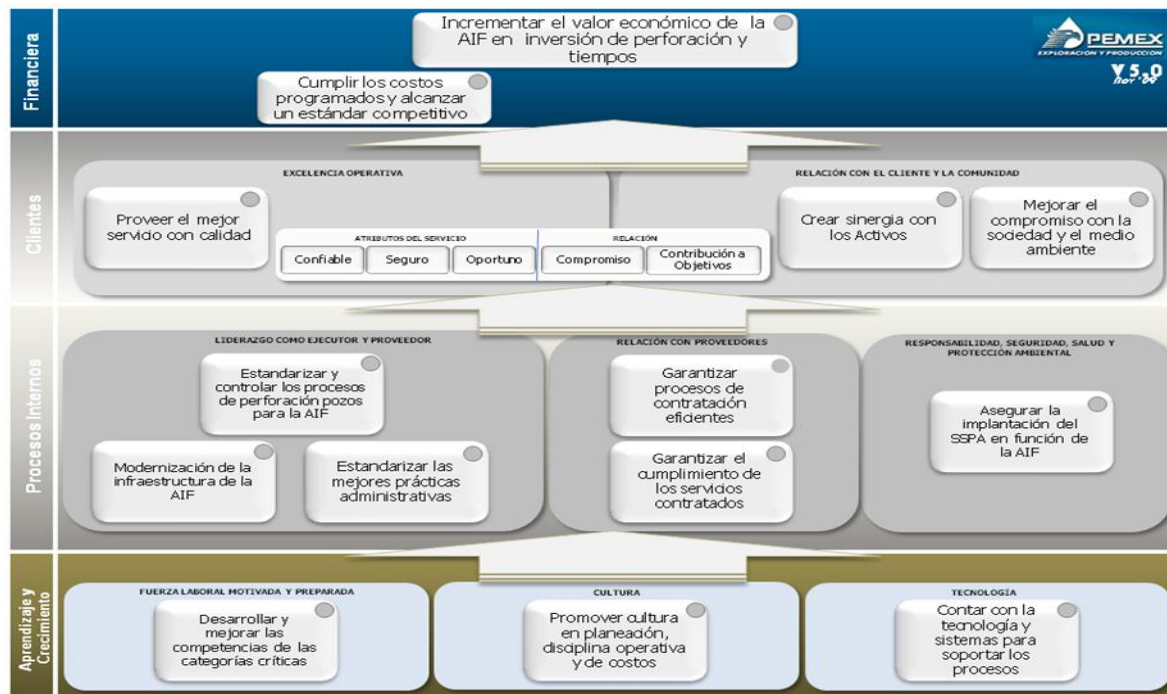 Financiera
Incrementar el valor económico de la
AIF en inversión de perforación y
tiempos
Cumplir los costos
programados y alcanzar
un estándar competitivo
PEMEX
EXPLORACIÓN Y PRODUCCIÓN
V 5.0
nov 09
Clientes
EXCELENCIA OPERATIVA
Proveer el mejor
servicio con calidad
ATRIBUTOS DEL SERVICIO
Confiable
Seguro
Oportuno
RELACIÓN
Compromiso
Contribución a
Objetivos
RELACIÓN CON EL CLIENTE Y LA COMUNIDAD
Crear sinergia con
los Activos
Mejorar el
compromiso con la
sociedad y el medio
ambiente
Procesos Internos
LIDERAZGO COMO EJECUTOR Y PROVEEDOR
Estandarizar y
controlar los procesos
de perforación pozos
para la AIF
Modernización de la
infraestructura de la
AIF
Estandarizar las
mejores prácticas
administrativas
RELACIÓN CON PROVEEDORES
Garantizar
procesos de
contratación
eficientes
Garantizar el
cumplimiento de
los servicios
contratados
RESPONSABILIDAD, SEGURIDAD, SALUD Y
PROTECCIÓN AMBIENTAL
Asegurar la
implantación del
SSPA en función de
la AIF
Aprendizaje y
Crecimiento
FUERZA LABORAL MOTIVADA Y PREPARADA
Desarrollar y
mejorar las
competencias de las
categorías críticas
CULTURA
Promover cultura
en planeación,
disciplina operativa
y de costos
TECNOLOGÍA
Contar con la
tecnología y
sistemas para
soportar los
procesos